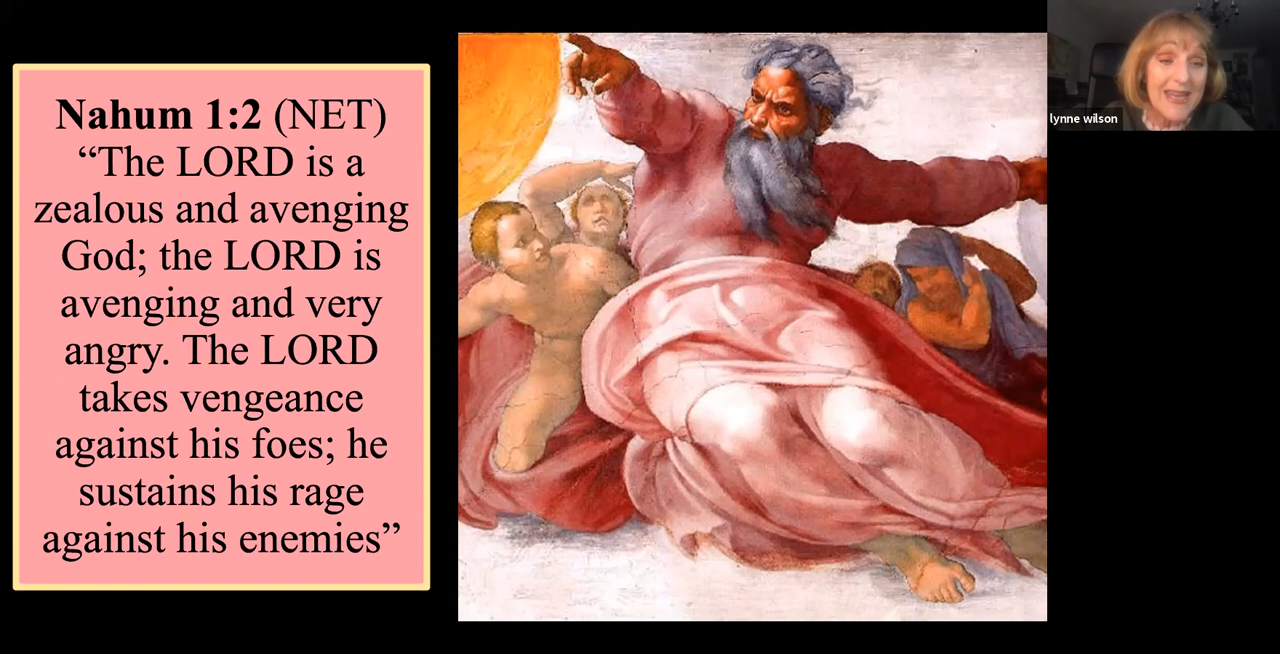 Nahum 1:2 (NET)
“The LORD is a
zealous and avenging
God; the LORD is
avenging and very
angry. The LORD
takes vengeance
against his foes; he
sustains his rage
against his enemies”
lynne wilson